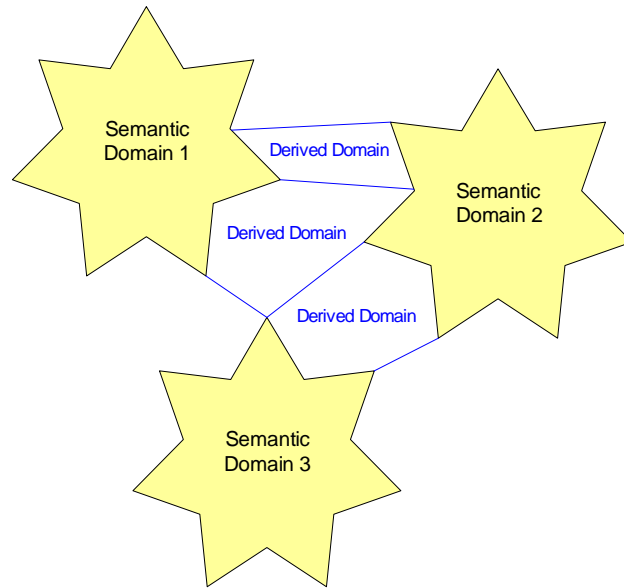 Semantic
Domain 1
Derived Domain
Semantic
Domain 2
Derived Domain
Derived Domain
Semantic
Domain 3